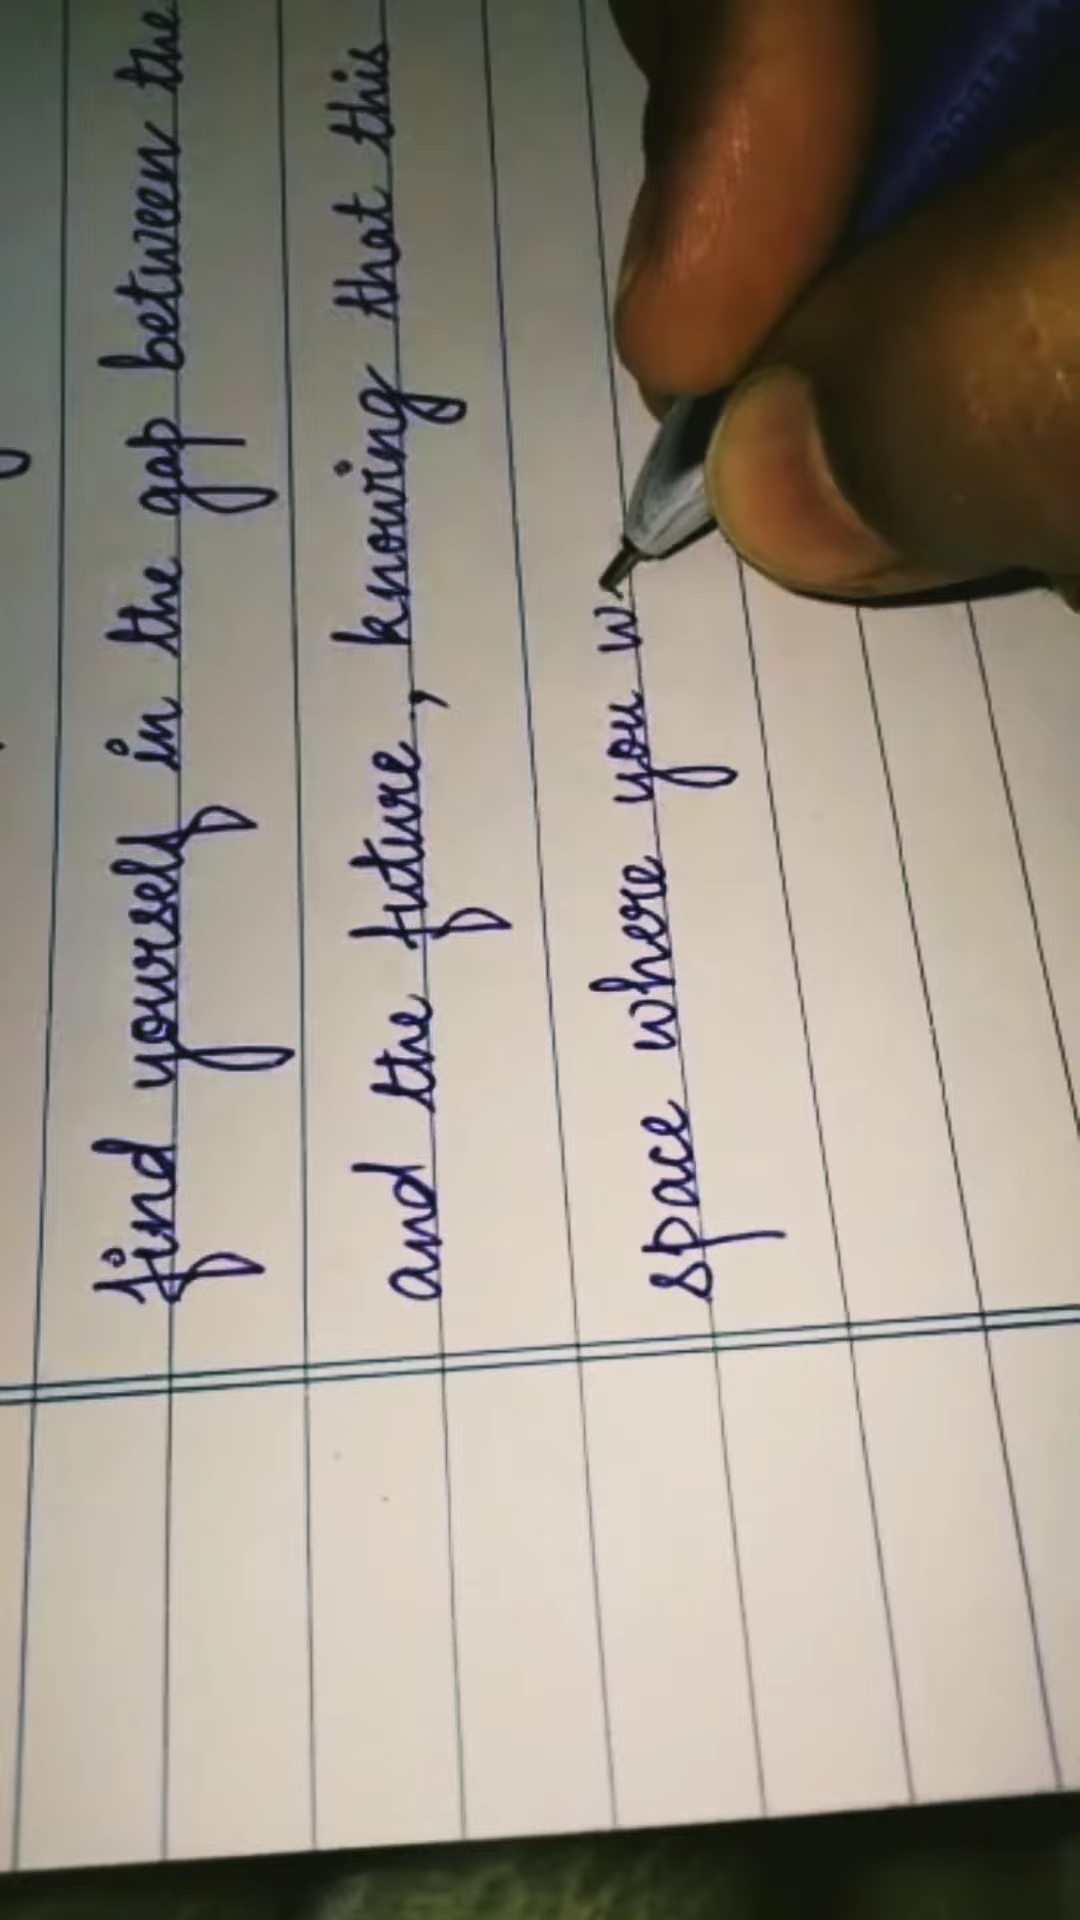 find yourself in the gap between the
and the future, knowing that this
space where you w